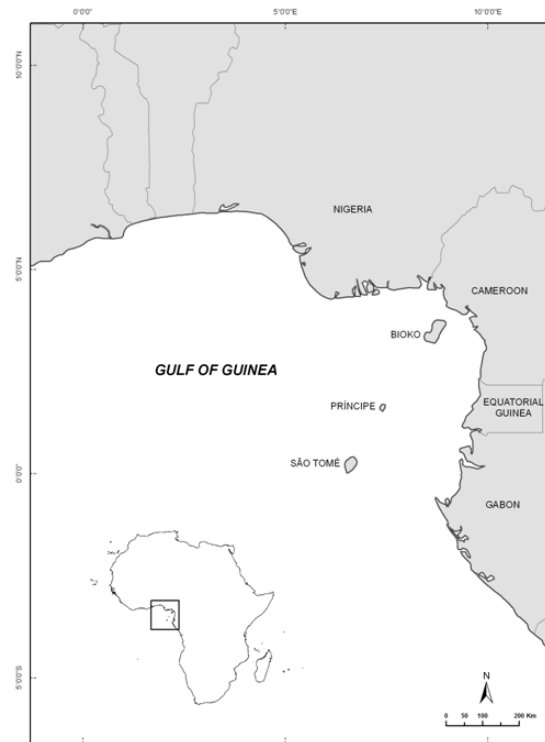 0°0'0"
5°0'0"E
10°0'0"E
10°0'0"N
NIGERIA
5°0'0"N
CAMEROON
BIOKO
GULF OF GUINEA
EQUATORIAL
GUINEA
PRÍNCIPE
SÃO TOMÉ
0°0'0"
GABON
5°0'0"S
N
0 50 100 200 Km